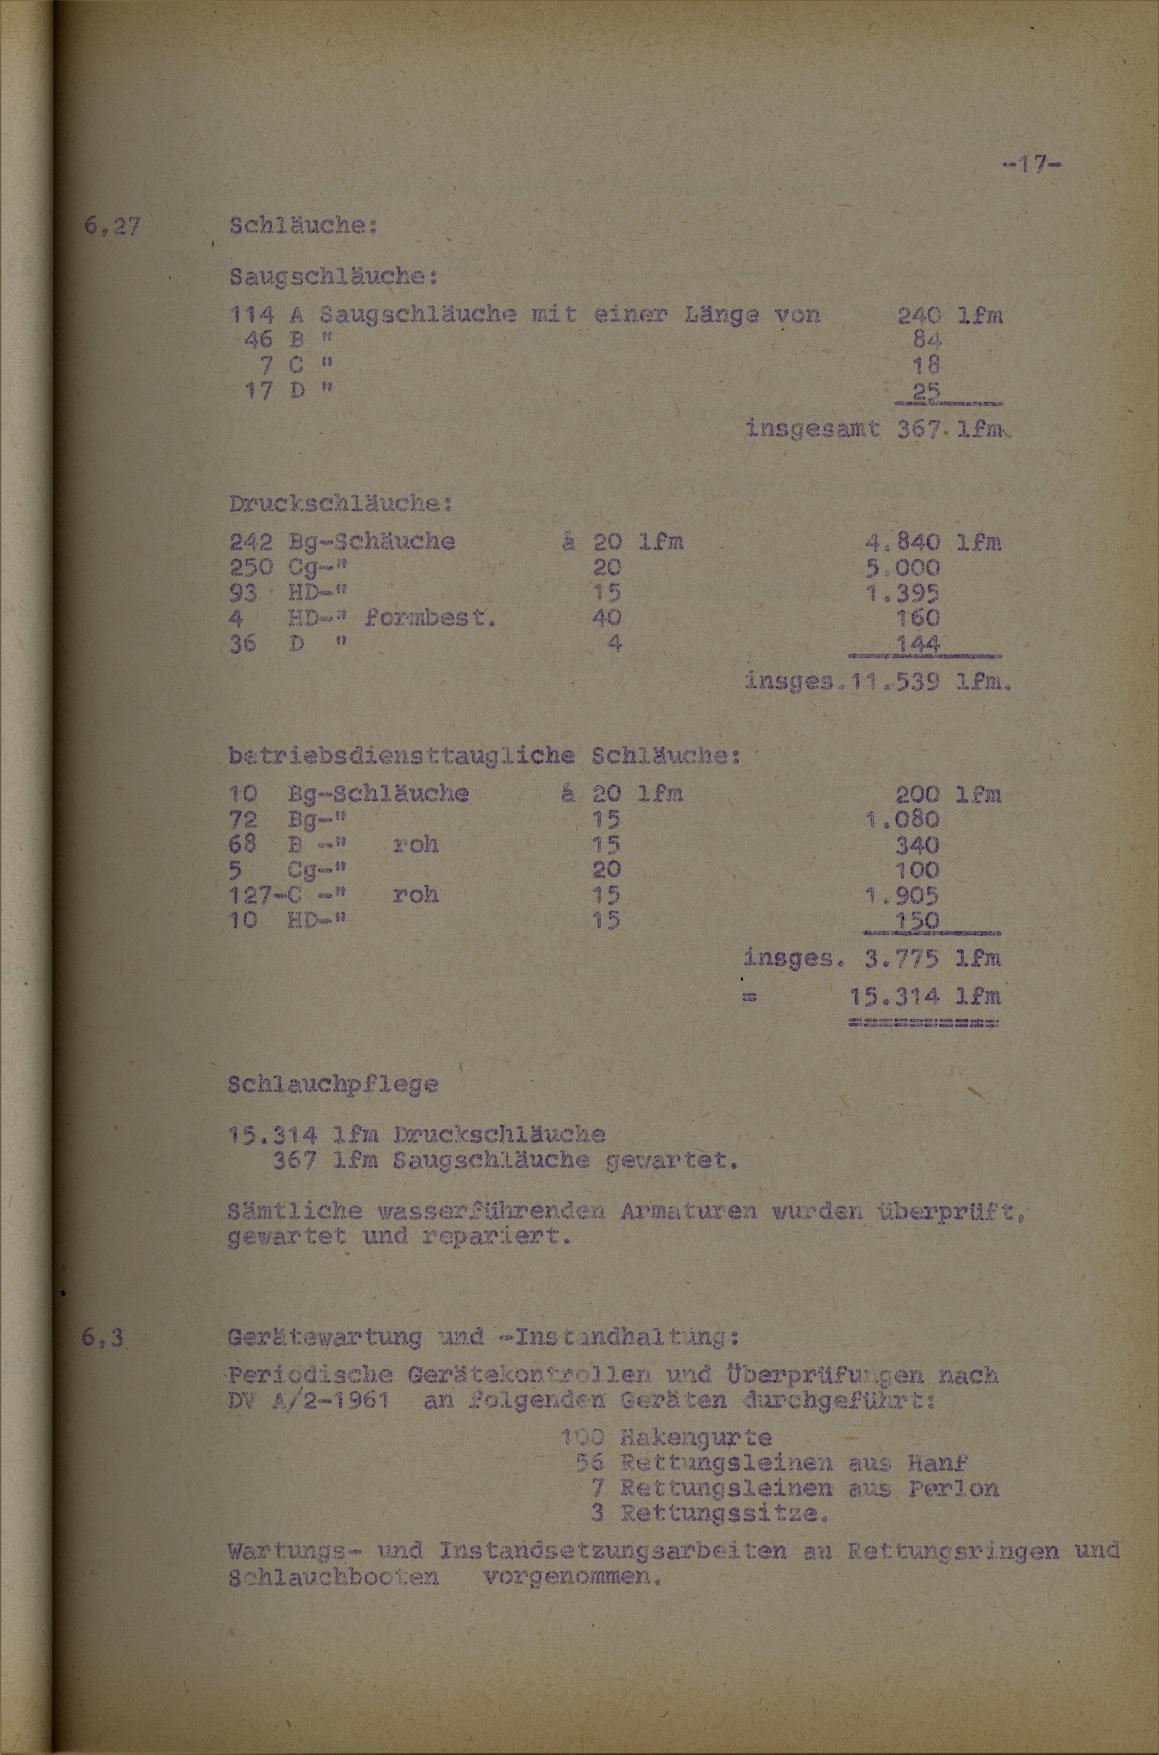 -17-
6,27 Schläuche:
Saugschläuche:
114 A Saugschläuche mit einer Länge von 240 lfm
46 B " 84
7 C " 18
17 D " 25
insgesamt 367 lfm.
Druckschläuche:
242 Bg-Schäuche à 20 lfm 4.840 lfm
250 Cg-" 20 5.000
93 HD-" 15 1.395
4 HD-" formbest. 40 160
36 D " 4 144
insges.11.539 lfm.
betriebsdiensttaugliche Schläuche:
10 Bg-Schläuche à 20 lfm 200 lfm
72 Bg-" 15 1.080
68 B -" roh 15 340
5 Cg-" 20 100
127-C -" roh 15 1.905
10 HD-" 15 150
insges. 3.775 lfm
= 15.314 lfm
Schlauchpflege
15.314 lfm Druckschläuche
367 lfm Saugschläuche gewartet.
Sämtliche wasserführenden Armaturen wurden überprüft,
gewartet und repariert.
6,3 Gerätewartung und -Instandhaltung:
Periodische Gerätekontrollen und Überprüfungen nach
DV A/2-1961 an folgenden Geräten durchgeführt:
100 Hakengurte
56 Rettungsleinen aus Hanf
7 Rettungsleinen aus Perlon
3 Rettungssitze.
Wartungs- und Instandsetzungsarbeiten an Rettungsringen und
Schlauchbooten vorgenommen.